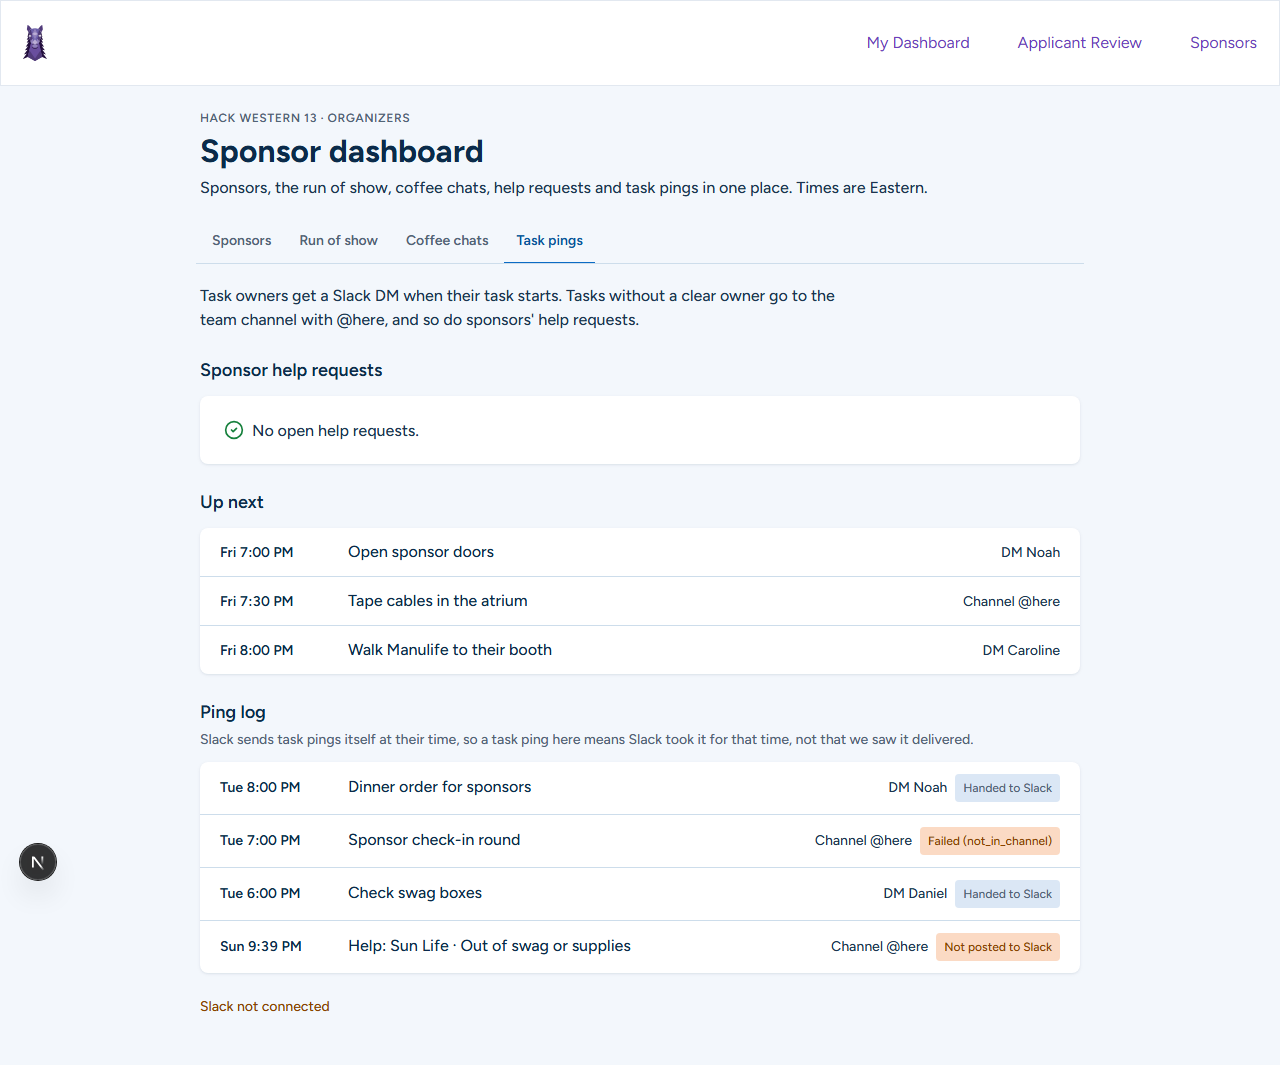 My Dashboard
Applicant Review
Sponsors
HACK WESTERN 13 · ORGANIZERS
Sponsor dashboard
Sponsors, the run of show, coffee chats, help requests and task pings in one place. Times are Eastern.
Sponsors
Run of show
Coffee chats
Task pings
Task owners get a Slack DM when their task starts. Tasks without a clear owner go to the
team channel with @here, and so do sponsors' help requests.
Sponsor help requests
No open help requests.
Up next
Fri 7:00 PM Open sponsor doors DM Noah
Fri 7:30 PM Tape cables in the atrium Channel @here
Fri 8:00 PM Walk Manulife to their booth DM Caroline
Ping log
Slack sends task pings itself at their time, so a task ping here means Slack took it for that time, not that we saw it delivered.
Tue 8:00 PM Dinner order for sponsors DM Noah Handed to Slack
Tue 7:00 PM Sponsor check-in round Channel @here Failed (not_in_channel)
N
Tue 6:00 PM Check swag boxes DM Daniel Handed to Slack
Sun 9:39 PM Help: Sun Life · Out of swag or supplies Channel @here Not posted to Slack
Slack not connected